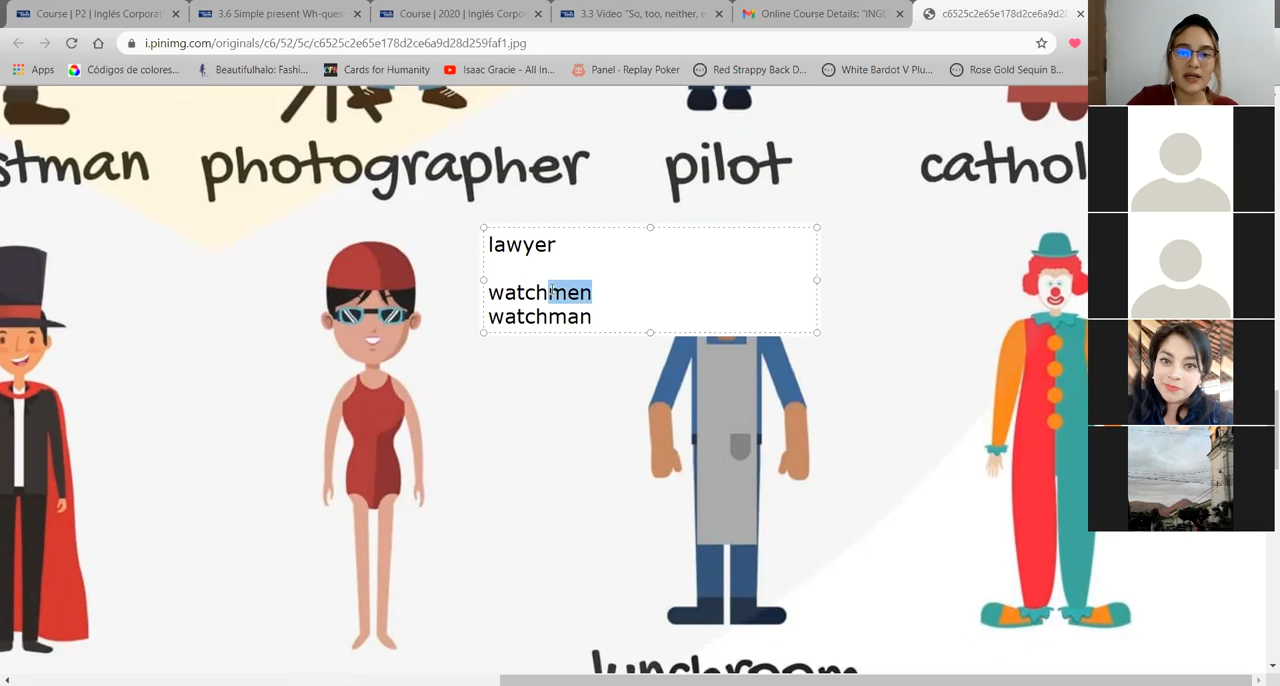 Course | P2 | Inglés Corporat
3.6 Simple present Wh-ques
Course | 2020 | Inglés Corpo
3.3 Video "So, too, neither, e
Online Course Details: "INGL
c6525c2e65e178d2ce6a9d28
i.pinimg.com/originals/c6/52/5c/c6525c2e65e178d2ce6a9d28d259faf1.jpg
Apps
Códigos de colores...
Beautifulhalo: Fashi...
Cards for Humanity
Isaac Gracie - All In...
Panel · Replay Poker
Red Strappy Back D...
White Bardot V Plu...
Rose Gold Sequin B...
stman
photographer
pilot
cathol
lawyer
watchmen
watchman
lunchroom